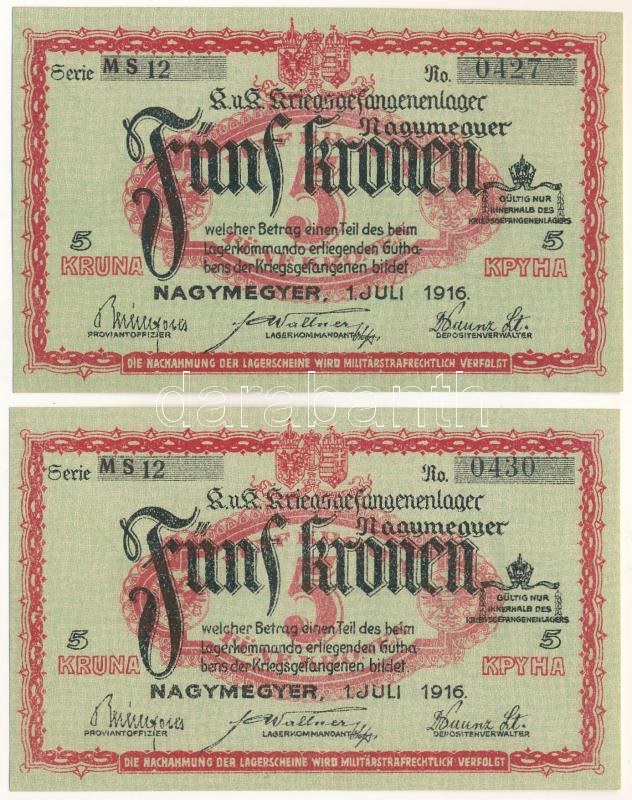 Serie MS 12 No. 0427
K.u.K. Kriegsgefangenenlager
Nagymegyer
Fünf kronen
GÜLTIG NUR
INNERHALB DES
KRIEGSGEFANGENENLAGERS
welcher Betrag einen Teil des beim
Lagerkommando erliegenden Gutha-
bens der Kriegsgefangenen bildet.
5 5 5
KRUNA КРУНА
NAGYMEGYER, 1. JULI 1916.
Wallner
PROVIANTOFFIZIER LAGERKOMMANDANT DEPOSITENVERWALTER
DIE NACHAHMUNG DER LAGERSCHEINE WIRD MILITÄRSTRAFRECHTLICH VERFOLGT
darabanth
Serie MS 12 No. 0430
K.u.K. Kriegsgefangenenlager
Nagymegyer
Fünf kronen
GÜLTIG NUR
INNERHALB DES
KRIEGSGEFANGENENLAGERS
welcher Betrag einen Teil des beim
Lagerkommando erliegenden Gutha-
bens der Kriegsgefangenen bildet.
5 5 5
KRUNA КРУНА
NAGYMEGYER, 1. JULI 1916.
Wallner
PROVIANTOFFIZIER LAGERKOMMANDANT DEPOSITENVERWALTER
DIE NACHAHMUNG DER LAGERSCHEINE WIRD MILITÄRSTRAFRECHTLICH VERFOLGT